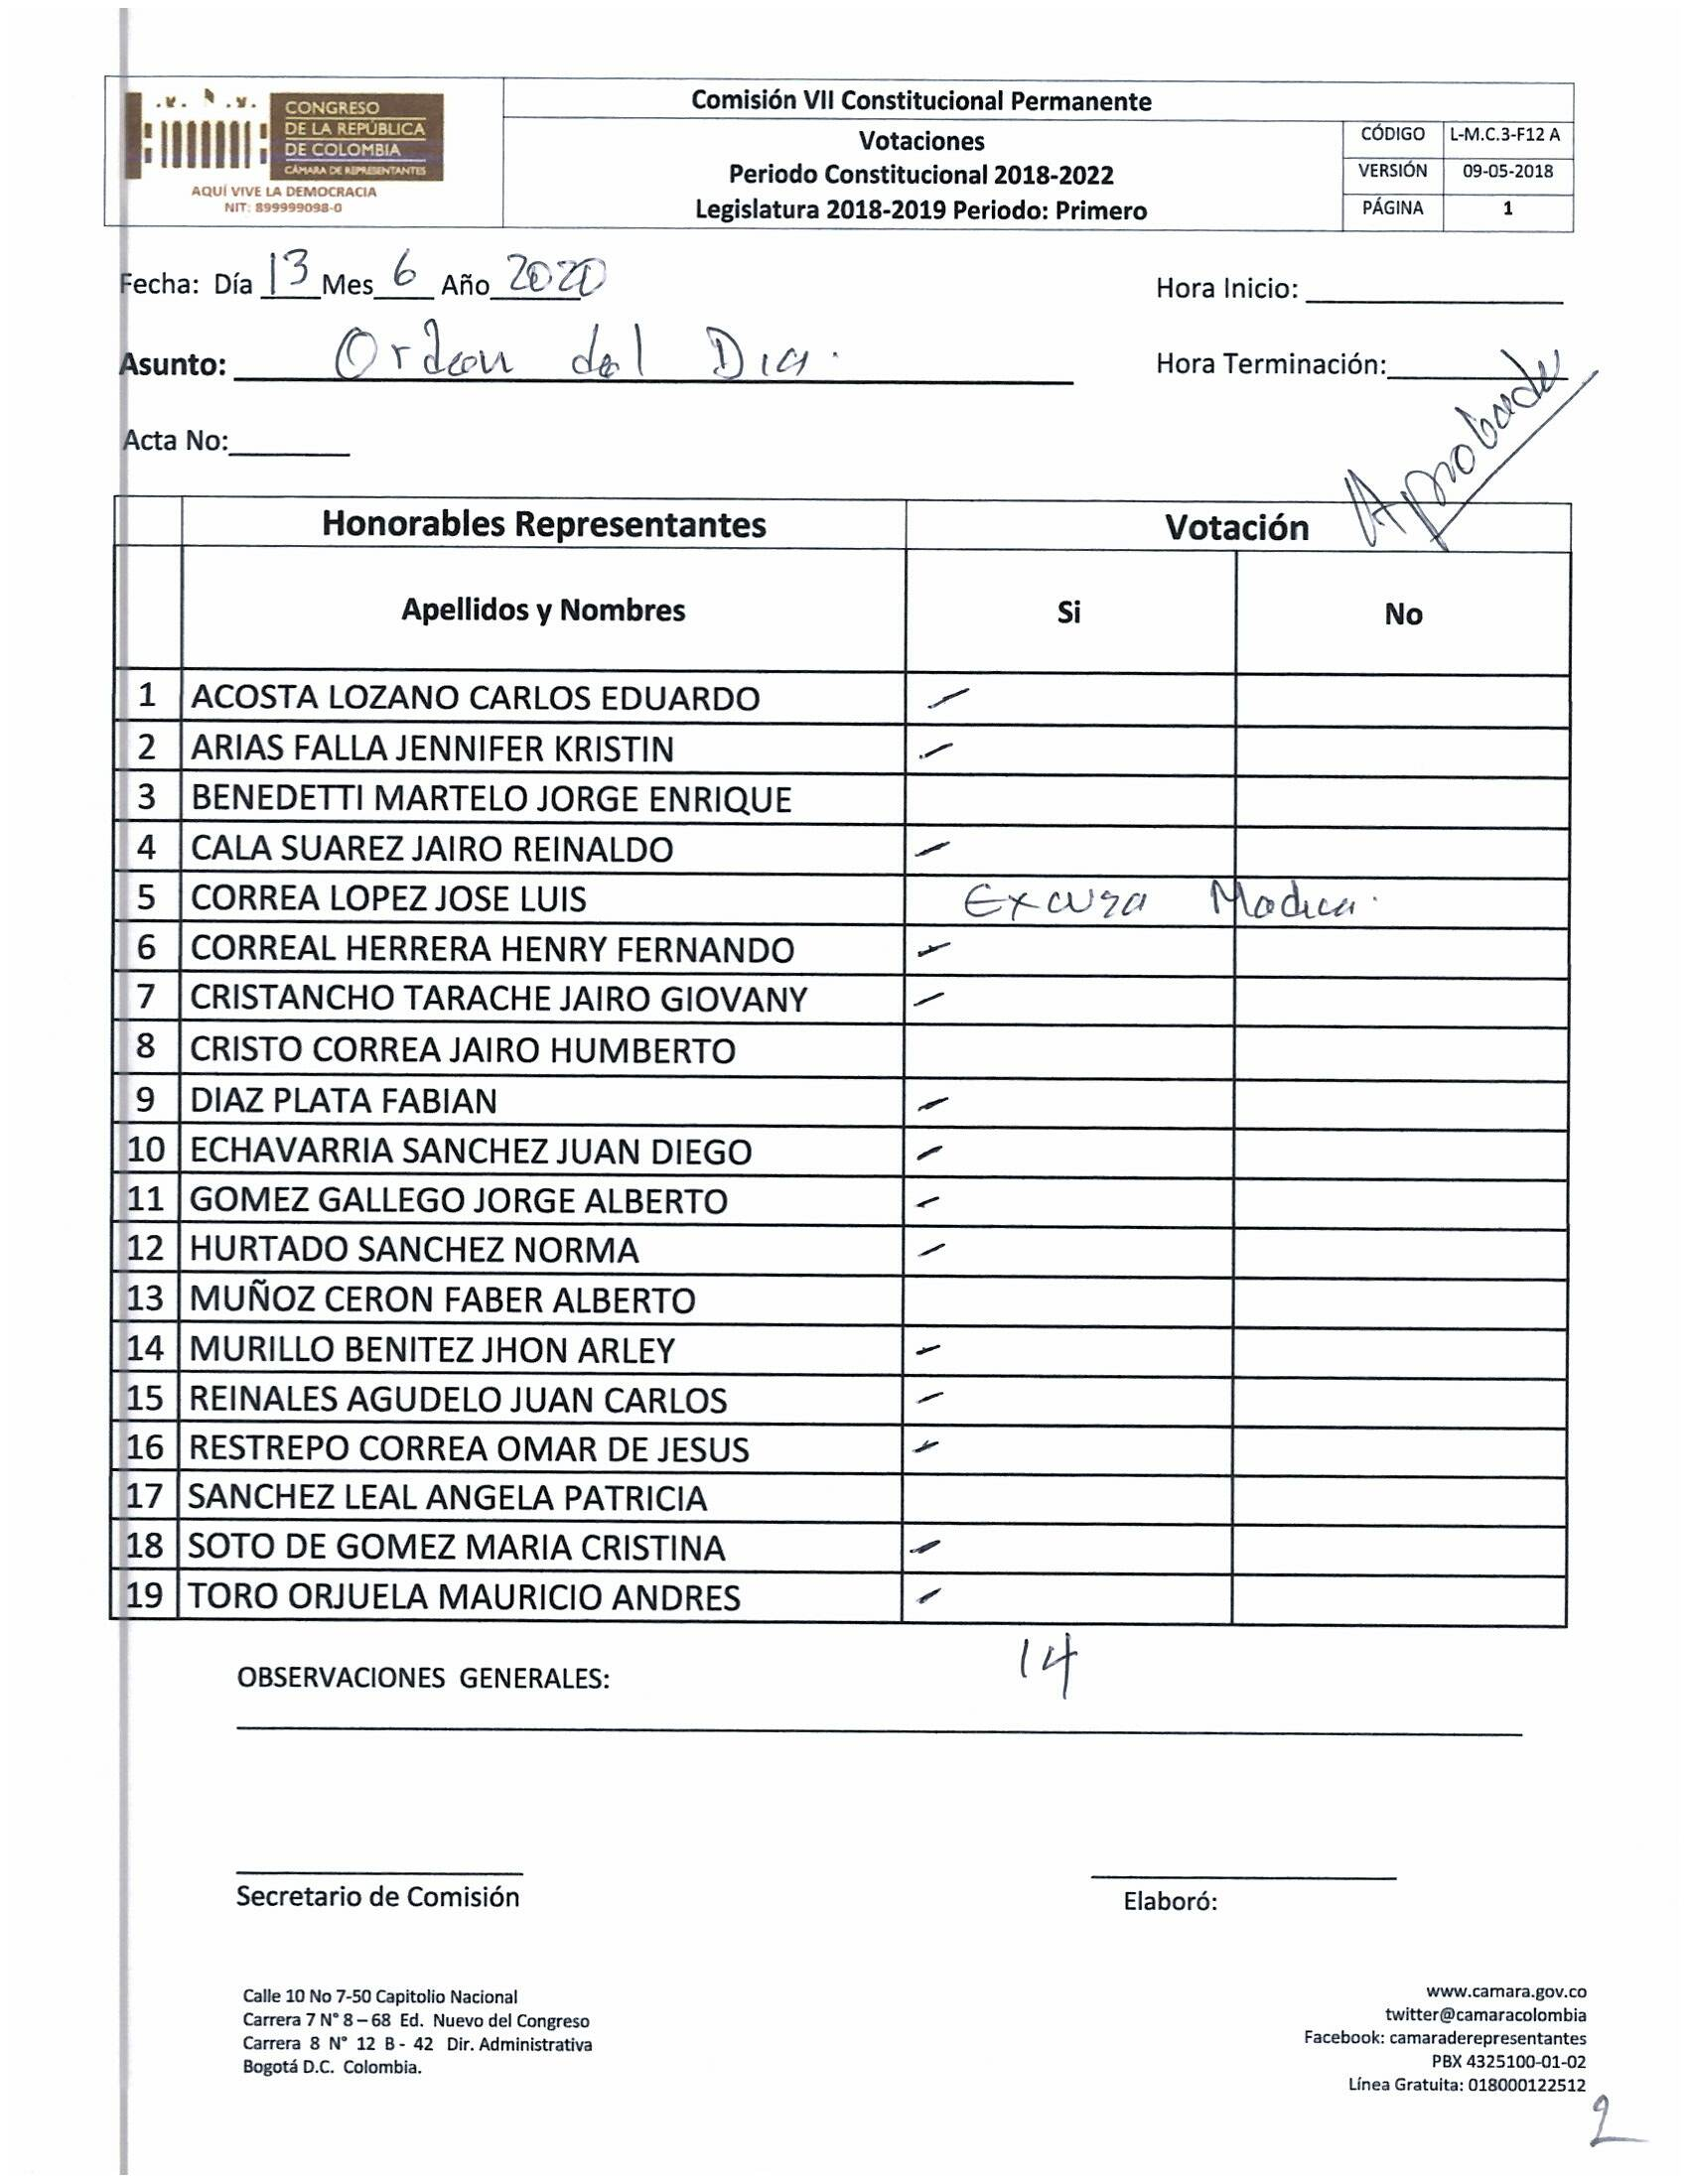 CONGRESO
DE LA REPÚBLICA
DE COLOMBIA
CÁMARA DE REPRESENTANTES
AQUÍ VIVE LA DEMOCRACIA
NIT: 899999098-0
Comisión VII Constitucional Permanente
Votaciones
Periodo Constitucional 2018-2022
Legislatura 2018-2019 Periodo: Primero
CÓDIGO L-M.C.3-F12 A
VERSIÓN 09-05-2018
PÁGINA 1
Fecha: Día 13 Mes 6 Año 2020 Hora Inicio:
Asunto: Orden del Dia. Hora Terminación:
Aprobado
Acta No:
Honorables Representantes Votación
Apellidos y Nombres Si No
1 ACOSTA LOZANO CARLOS EDUARDO
2 ARIAS FALLA JENNIFER KRISTIN
3 BENEDETTI MARTELO JORGE ENRIQUE
4 CALA SUAREZ JAIRO REINALDO
5 CORREA LOPEZ JOSE LUIS Excusa Medica.
6 CORREAL HERRERA HENRY FERNANDO
7 CRISTANCHO TARACHE JAIRO GIOVANY
8 CRISTO CORREA JAIRO HUMBERTO
9 DIAZ PLATA FABIAN
10 ECHAVARRIA SANCHEZ JUAN DIEGO
11 GOMEZ GALLEGO JORGE ALBERTO
12 HURTADO SANCHEZ NORMA
13 MUÑOZ CERON FABER ALBERTO
14 MURILLO BENITEZ JHON ARLEY
15 REINALES AGUDELO JUAN CARLOS
16 RESTREPO CORREA OMAR DE JESUS
17 SANCHEZ LEAL ANGELA PATRICIA
18 SOTO DE GOMEZ MARIA CRISTINA
19 TORO ORJUELA MAURICIO ANDRES
14
OBSERVACIONES GENERALES:
Secretario de Comisión Elaboró:
Calle 10 No 7-50 Capitolio Nacional
Carrera 7 N° 8 – 68 Ed. Nuevo del Congreso
Carrera 8 N° 12 B - 42 Dir. Administrativa
Bogotá D.C. Colombia.
www.camara.gov.co
twitter@camaracolombia
Facebook: camaraderepresentantes
PBX 4325100-01-02
Línea Gratuita: 018000122512
2